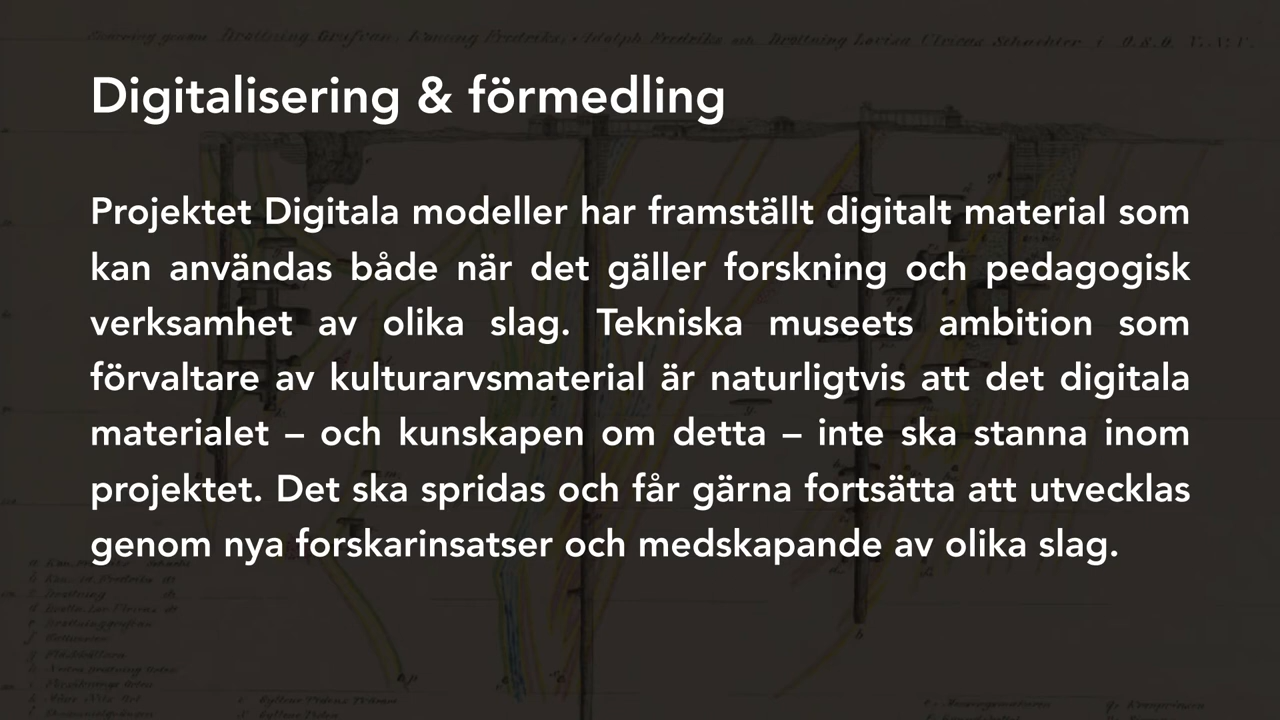 Digitalisering & förmedling
Projektet Digitala modeller har framställt digitalt material som
kan användas både när det gäller forskning och pedagogisk
verksamhet av olika slag. Tekniska museets ambition som
förvaltare av kulturarvsmaterial är naturligtvis att det digitala
materialet – och kunskapen om detta – inte ska stanna inom
projektet. Det ska spridas och får gärna fortsätta att utvecklas
genom nya forskarinsatser och medskapande av olika slag.